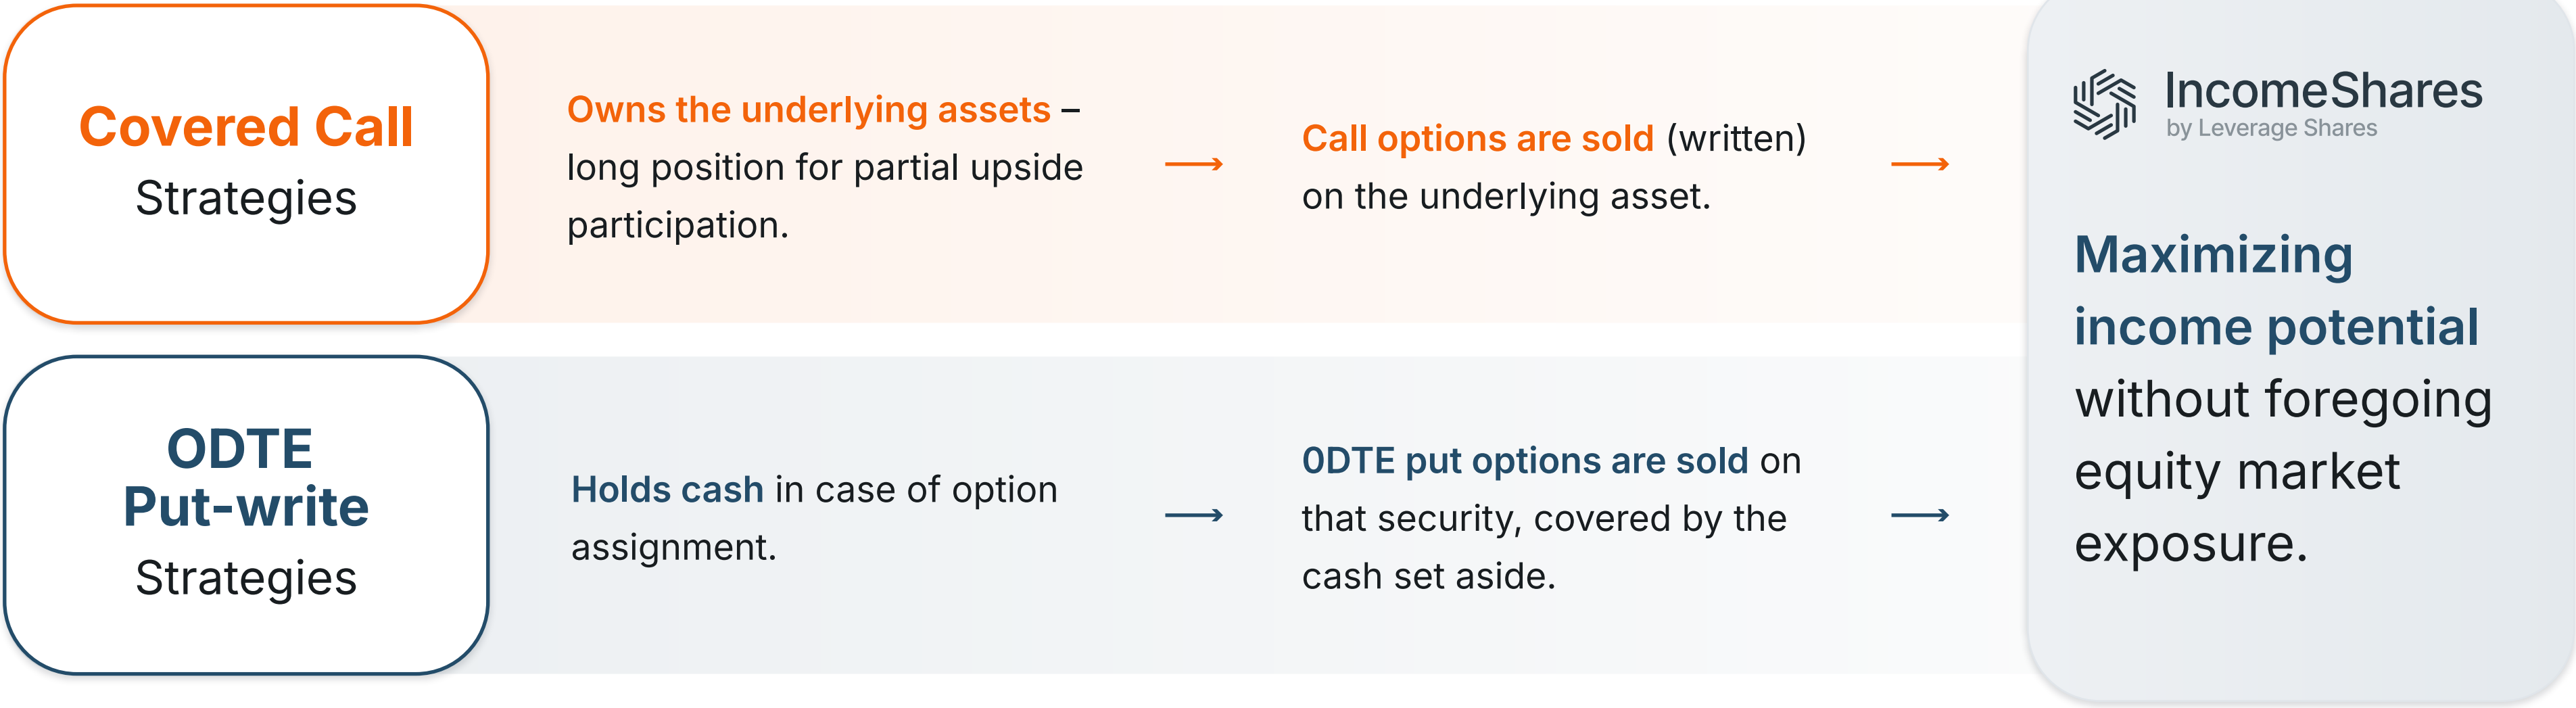 Covered Call
Strategies
Owns the underlying assets –
long position for partial upside
participation.
Call options are sold (written)
on the underlying asset.
ODTE
Put-write
Strategies
Holds cash in case of option
assignment.
0DTE put options are sold on
that security, covered by the
cash set aside.
IncomeShares
by Leverage Shares
Maximizing
income potential
without foregoing
equity market
exposure.